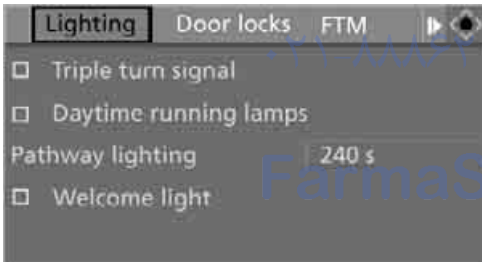 Lighting Door locks FTM
Triple turn signal
Daytime running lamps
Pathway lighting 240 s
Welcome light
FarmaS